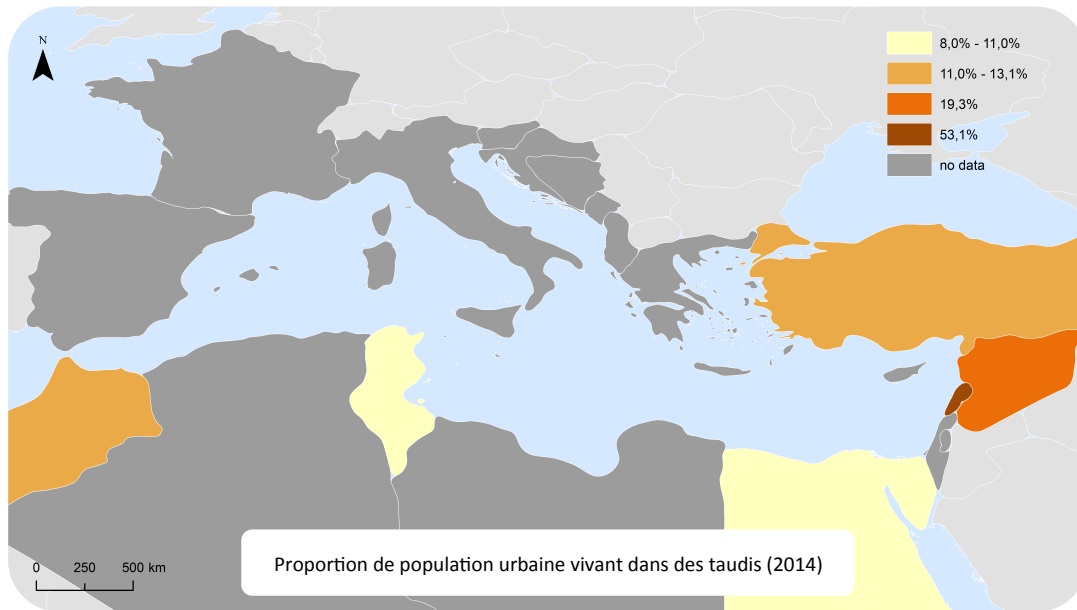 N
8,0% - 11,0%
11,0% - 13,1%
19,3%
53,1%
no data
0 250 500 km
Proportion de population urbaine vivant dans des taudis (2014)